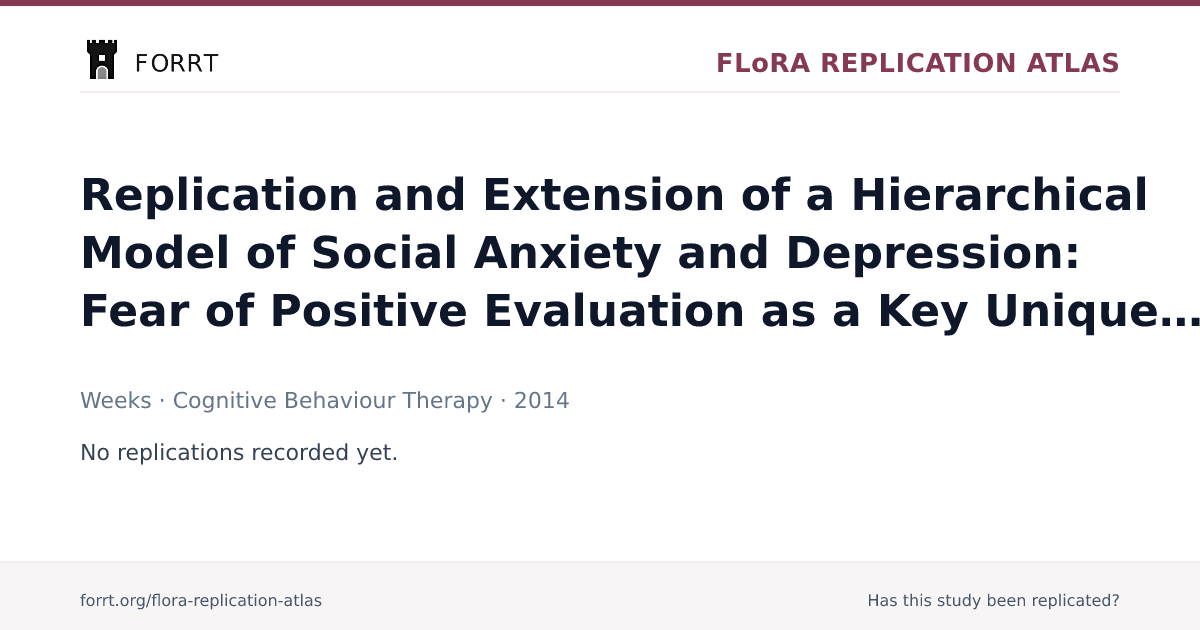 FORRT
FLoRA REPLICATION ATLAS
Replication and Extension of a Hierarchical
Model of Social Anxiety and Depression:
Fear of Positive Evaluation as a Key Unique…
Weeks · Cognitive Behaviour Therapy · 2014
No replications recorded yet.
forrt.org/flora-replication-atlas
Has this study been replicated?